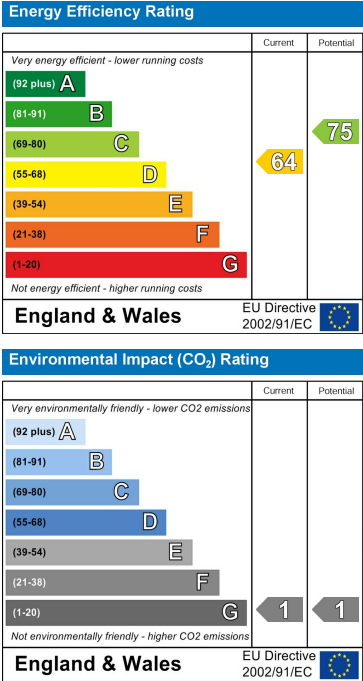 Energy Efficiency Rating
Current Potential
Very energy efficient - lower running costs
(92 plus) A
(81-91) B
75
(69-80) C
64
(55-68) D
(39-54) E
(21-38) F
(1-20) G
Not energy efficient - higher running costs
England & Wales
EU Directive
2002/91/EC
Environmental Impact (CO₂) Rating
Current Potential
Very environmentally friendly - lower CO2 emissions
(92 plus) A
(81-91) B
(69-80) C
(55-68) D
(39-54) E
(21-38) F
(1-20) G 1 1
Not environmentally friendly - higher CO2 emissions
England & Wales
EU Directive
2002/91/EC